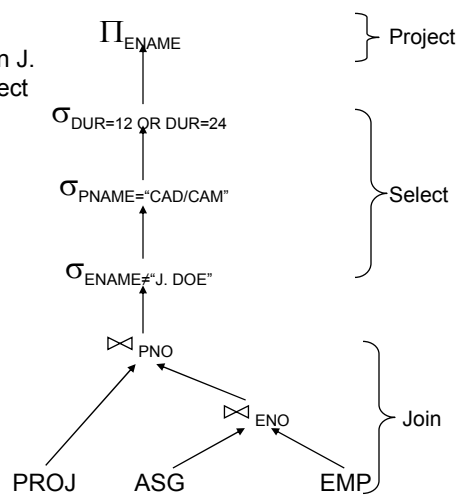 Π ENAME
Project
n J.
ect
σ DUR=12 OR DUR=24
σ PNAME=“CAD/CAM”
Select
σ ENAME≠“J. DOE”
⋈ PNO
⋈ ENO
Join
PROJ ASG EMP